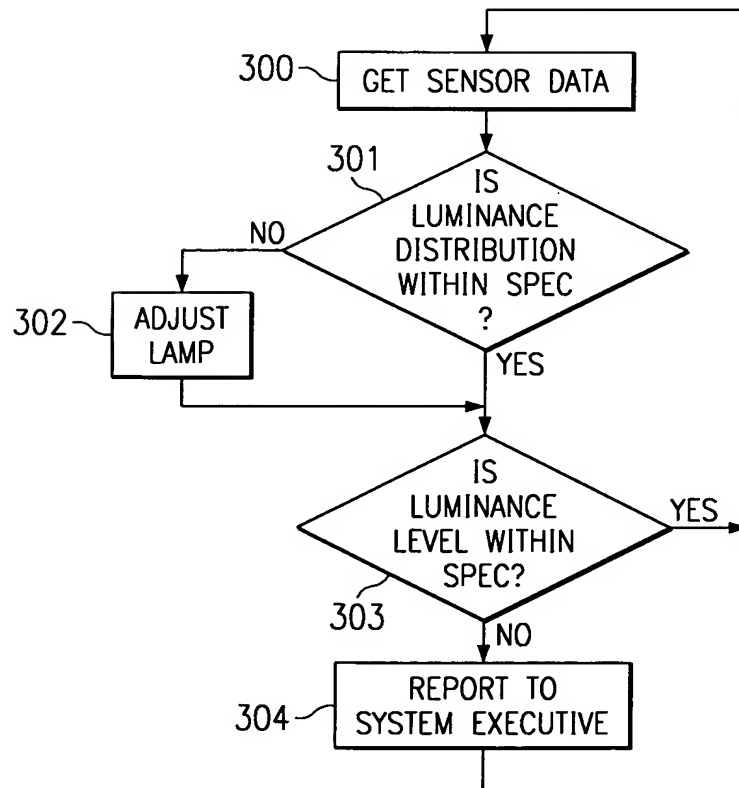 300
GET SENSOR DATA
301
IS
LUMINANCE
DISTRIBUTION
WITHIN SPEC
?
NO
302
ADJUST
LAMP
YES
IS
LUMINANCE
LEVEL WITHIN
SPEC?
YES
303
NO
304
REPORT TO
SYSTEM EXECUTIVE